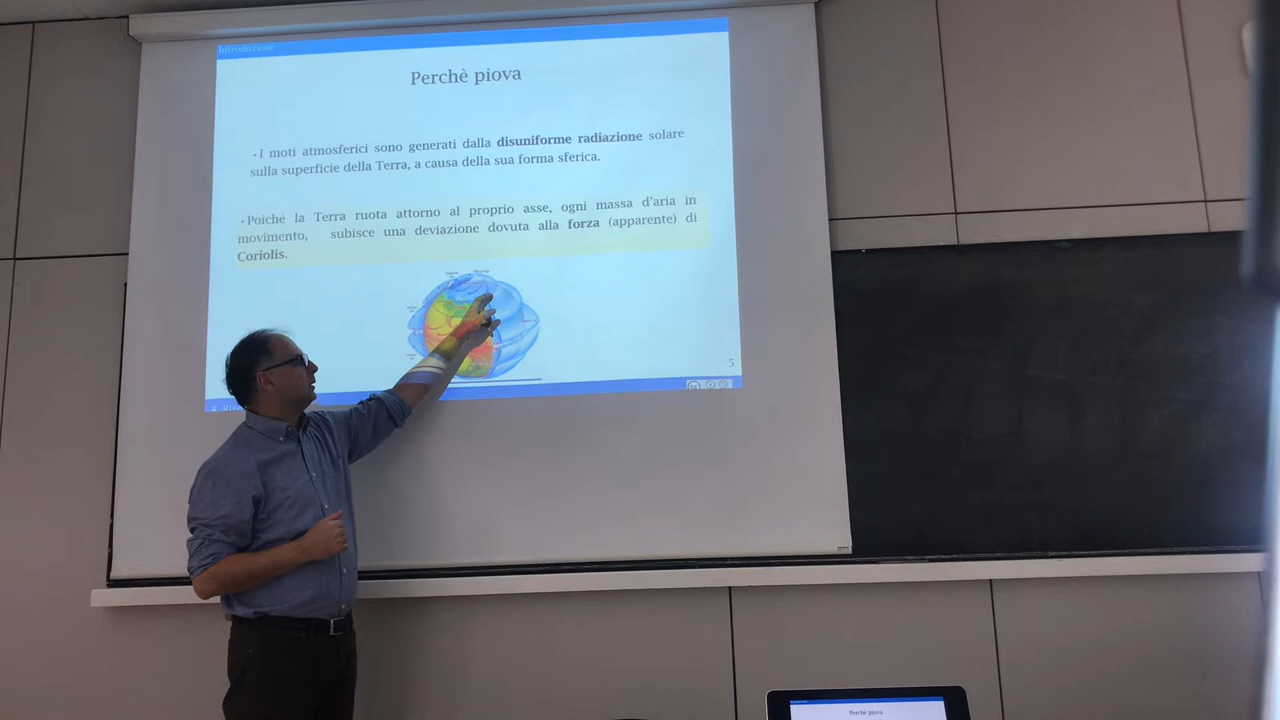 Introduzione
Perchè piova
· I moti atmosferici sono generati dalla disuniforme radiazione solare
sulla superficie della Terra, a causa della sua forma sferica.
· Poichè la Terra ruota attorno al proprio asse, ogni massa d'aria in
movimento, subisce una deviazione dovuta alla forza (apparente) di
Coriolis.
5
cc
Perchè piova